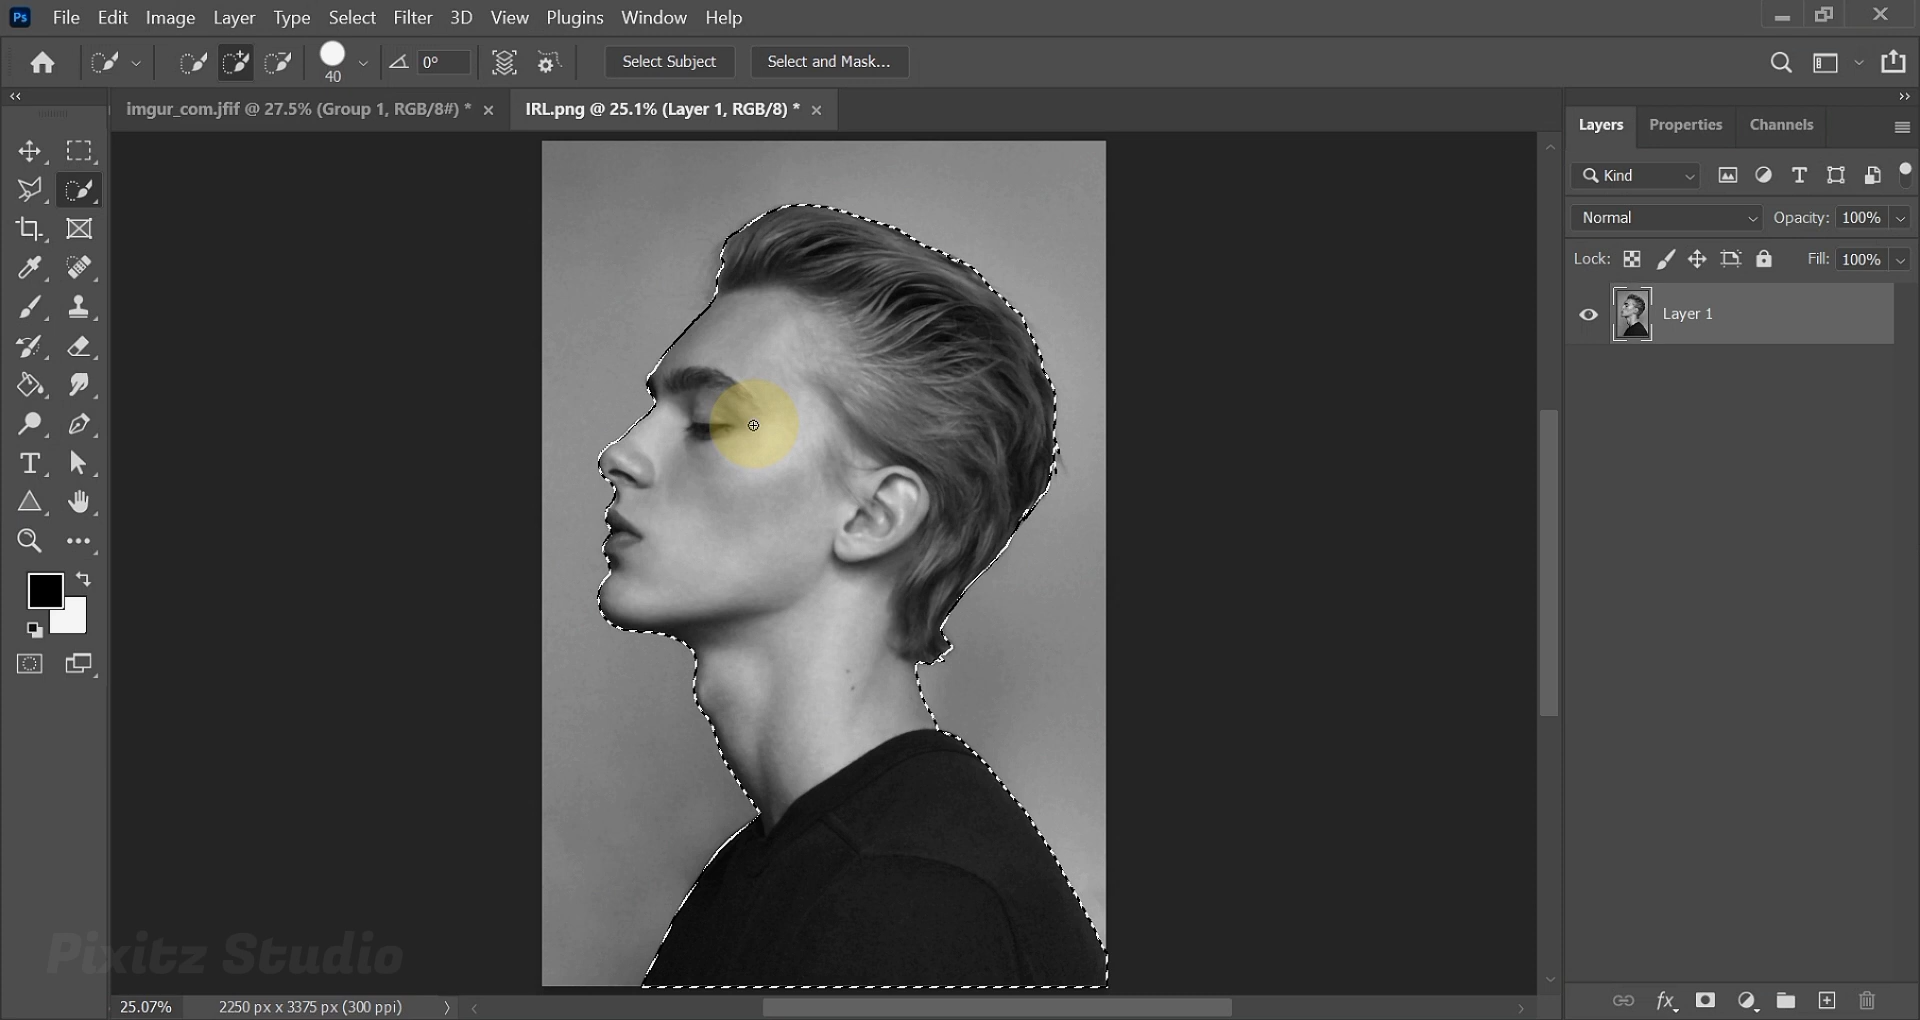 Ps File Edit Image Layer Type Select Filter 3D View Plugins Window Help
40 0° Select Subject Select and Mask...
imgur_com.jfif @ 27.5% (Group 1, RGB/8#) * IRL.png @ 25.1% (Layer 1, RGB/8) *
Layers Properties Channels
Kind
Normal Opacity: 100%
Lock: Fill: 100%
Layer 1
Pixitz Studio
25.07% 2250 px x 3375 px (300 ppi)
fx